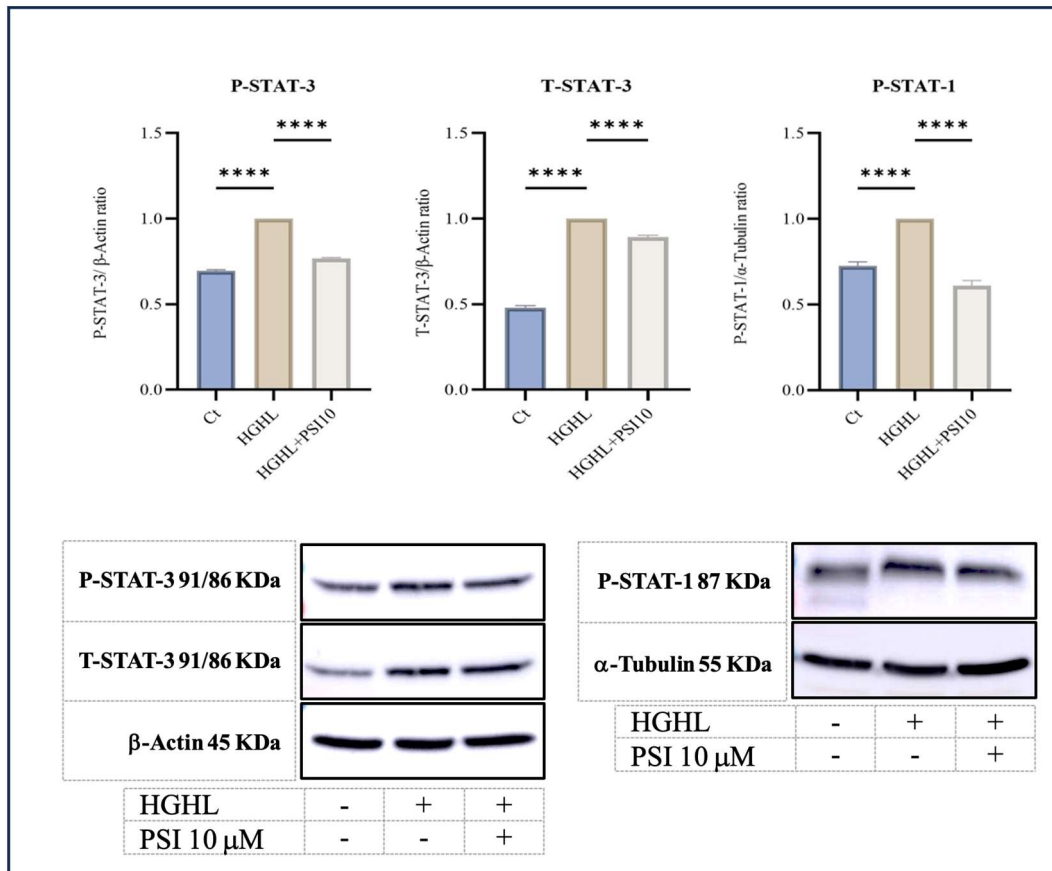 P-STAT-3
T-STAT-3
P-STAT-1
****
****
****
****
****
****
P-STAT-3/ β-Actin ratio
1.5
1.0
0.5
0.0
Ct
HGHL
HGHL+PSI10
T-STAT-3/β-Actin ratio
1.5
1.0
0.5
0.0
Ct
HGHL
HGHL+PSI10
P-STAT-1/α-Tubulin ratio
1.5
1.0
0.5
0.0
Ct
HGHL
HGHL+PSI10
P-STAT-3 91/86 KDa
T-STAT-3 91/86 KDa
β-Actin 45 KDa
HGHL - + +
PSI 10 μM - - +
P-STAT-1 87 KDa
α-Tubulin 55 KDa
HGHL - + +
PSI 10 μM - - +